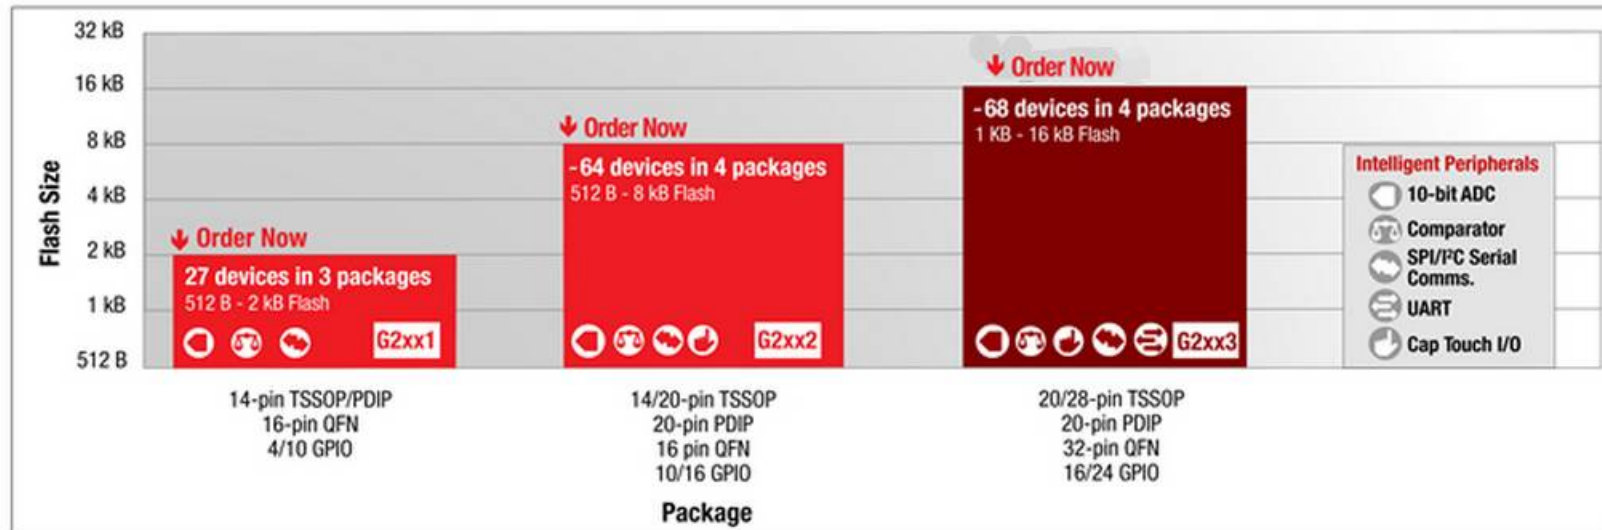 32 kB
16 kB
8 kB
4 kB
2 kB
1 kB
512 B
Flash Size
Order Now
27 devices in 3 packages
512 B - 2 kB Flash
G2xx1
14-pin TSSOP/PDIP
16-pin QFN
4/10 GPIO
Order Now
-64 devices in 4 packages
512 B - 8 kB Flash
G2xx2
14/20-pin TSSOP
20-pin PDIP
16 pin QFN
10/16 GPIO
Order Now
-68 devices in 4 packages
1 KB - 16 kB Flash
G2xx3
20/28-pin TSSOP
20-pin PDIP
32-pin QFN
16/24 GPIO
Intelligent Peripherals
10-bit ADC
Comparator
SPI/I²C Serial
Comms.
UART
Cap Touch I/O
Package